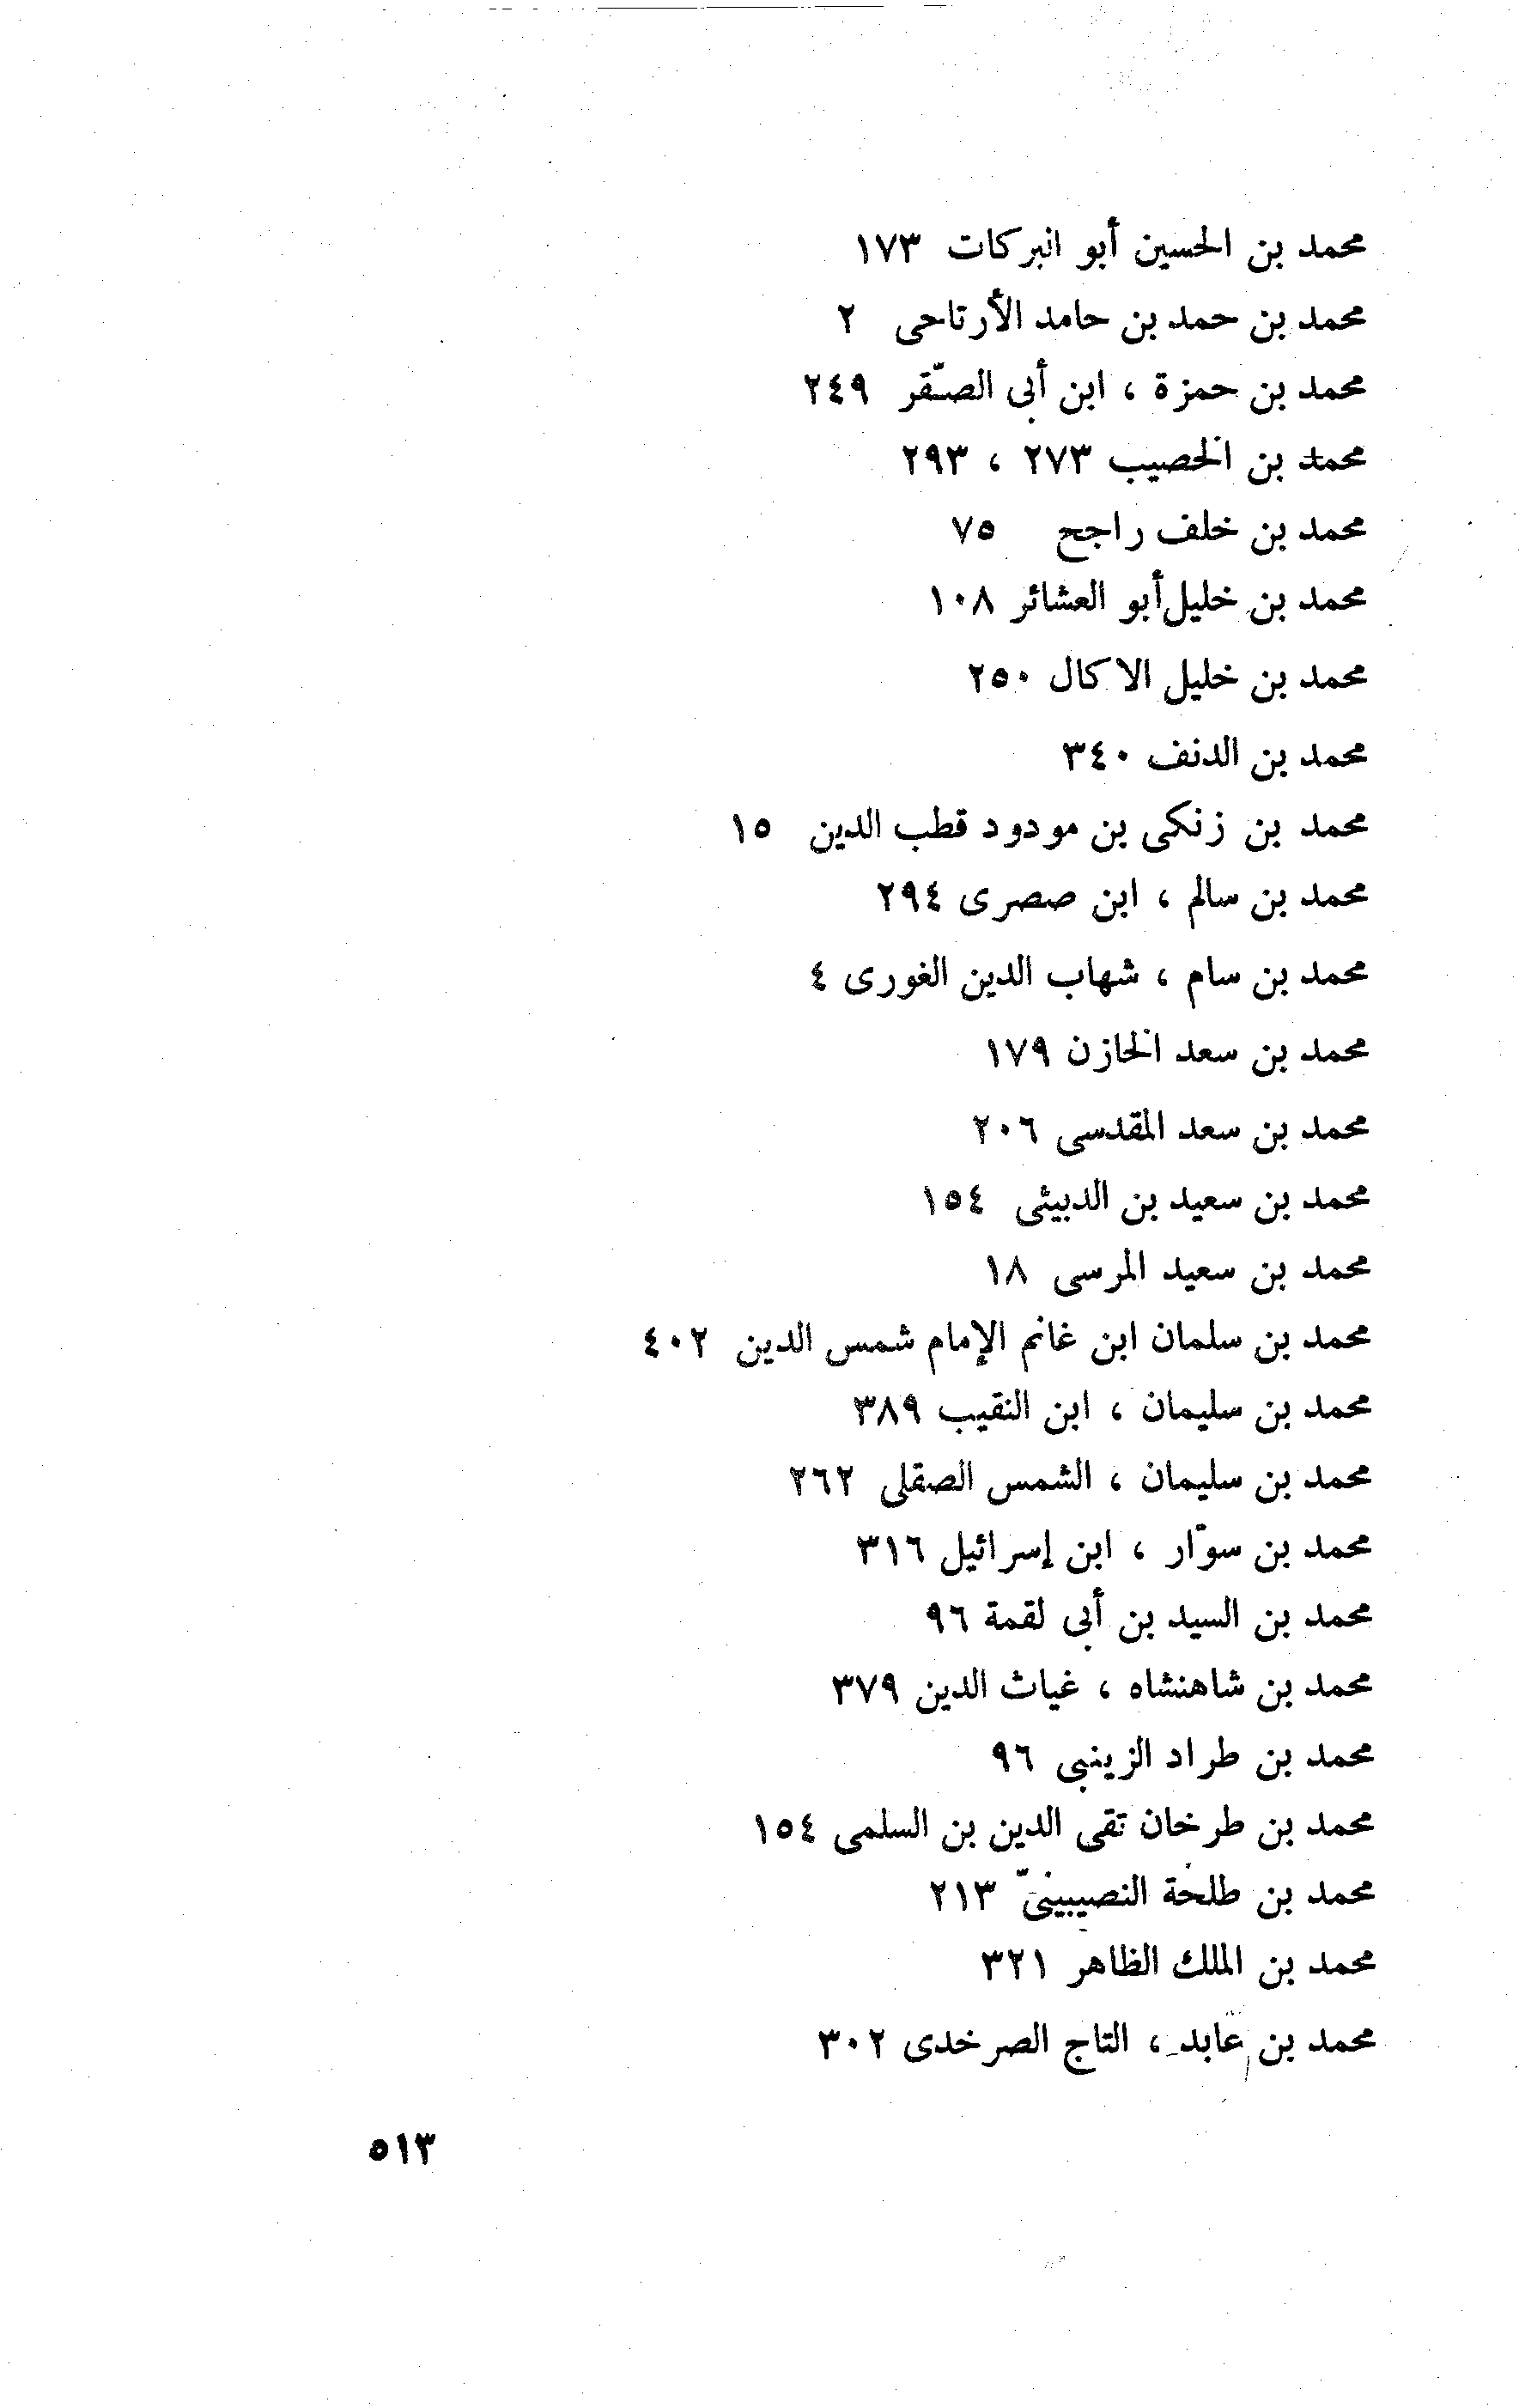 محمد بن الحسين أبو البركات ١٧٣
محمد بن حمد بن حامد الأرتاحى ٢
محمد بن حمزة ، ابن أبى الصّقر ٢٤٩
محمد بن الخصيب ٢٧٣ ، ٢٩٣
محمد بن خلف راجح ٧٥
محمد بن خليل أبو العشائر ١٠٨
محمد بن خليل الاكال ٢٥٠
محمد بن الدنف ٣٤٠
محمد بن زنكى بن مودود قطب الدين ١٥
محمد بن سالم ، ابن صصرى ٢٩٤
محمد بن سام ، شهاب الدين الغورى ٤
محمد بن سعد الخازن ١٧٩
محمد بن سعد المقدسى ٢٠٦
محمد بن سعيد بن الدبيثى ١٥٤
محمد بن سعيد المرسى ١٨
محمد بن سلمان ابن غانم الإمام شمس الدين ٤٠٢
محمد بن سليمان ، ابن النقيب ٣٨٩
محمد بن سليمان ، الشمس الصقلى ٢٦٢
محمد بن سوّار ، ابن إسرائيل ٣١٦
محمد بن السيد بن أبى لقمة ٩٦
محمد بن شاهنشاه ، غياث الدين ٣٧٩
محمد بن طراد الزينبى ٩٦
محمد بن طرخان تقى الدين بن السلمى ١٥٤
محمد بن طلحة النصيبينىّ ٢١٣
محمد بن الملك الظاهر ٣٢١
محمد بن عابد ، التاج الصرخدى ٣٠٢
٥١٣